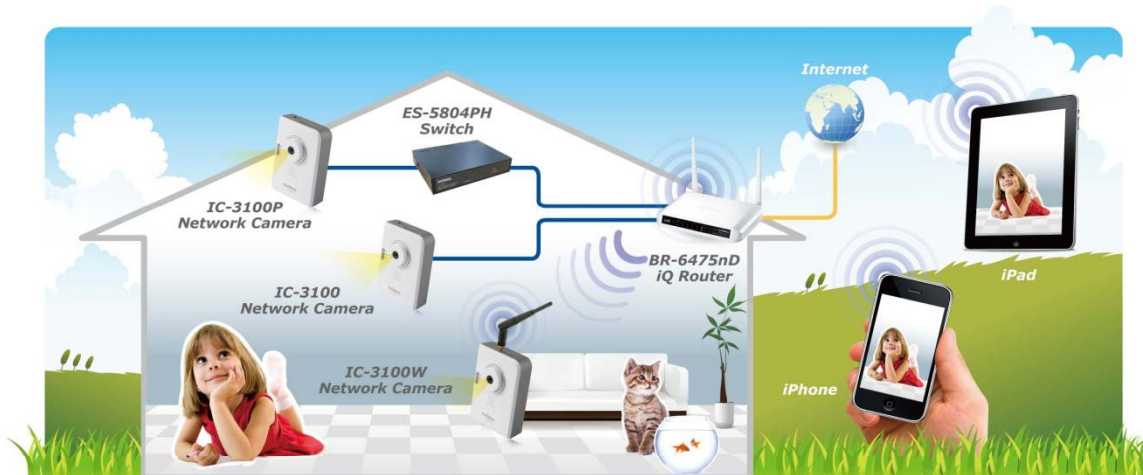 Internet
ES-5804PH
Switch
IC-3100P
Network Camera
BR-6475nD
iQ Router
iPad
IC-3100
Network Camera
IC-3100W
Network Camera
iPhone